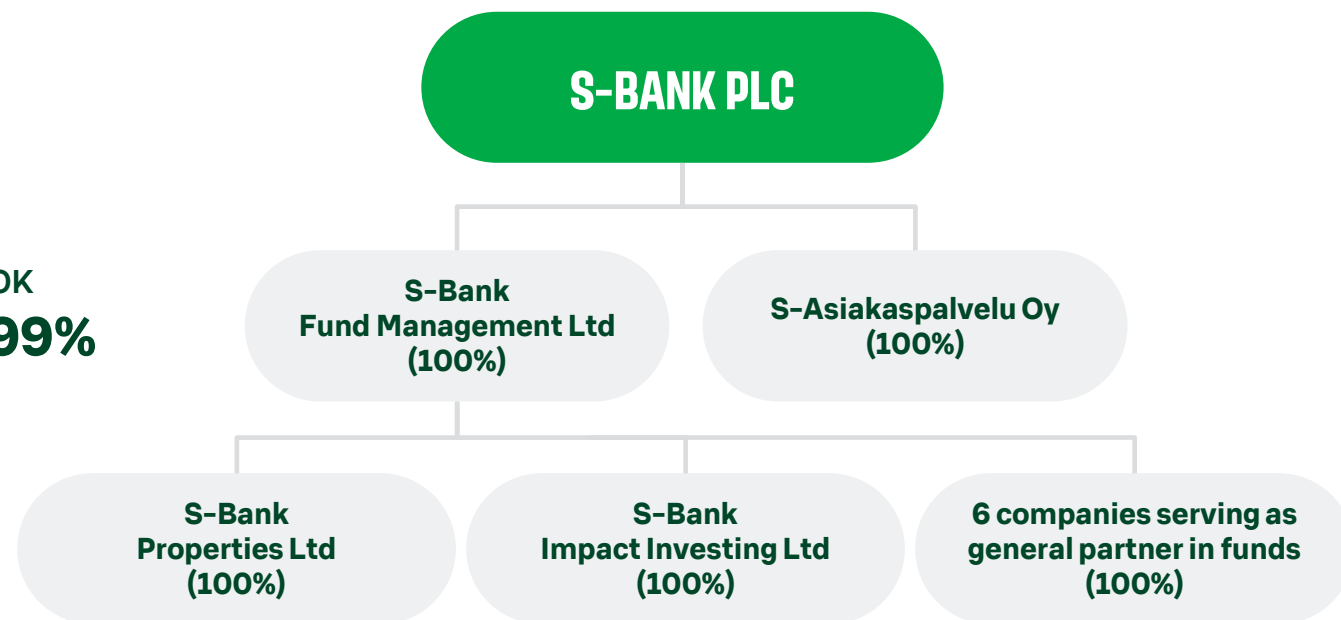 S-BANK PLC
99%
S-Bank
Fund Management Ltd
(100%)
S-Asiakaspalvelu Oy
(100%)
S-Bank
Properties Ltd
(100%)
S-Bank
Impact Investing Ltd
(100%)
6 companies serving as
general partner in funds
(100%)